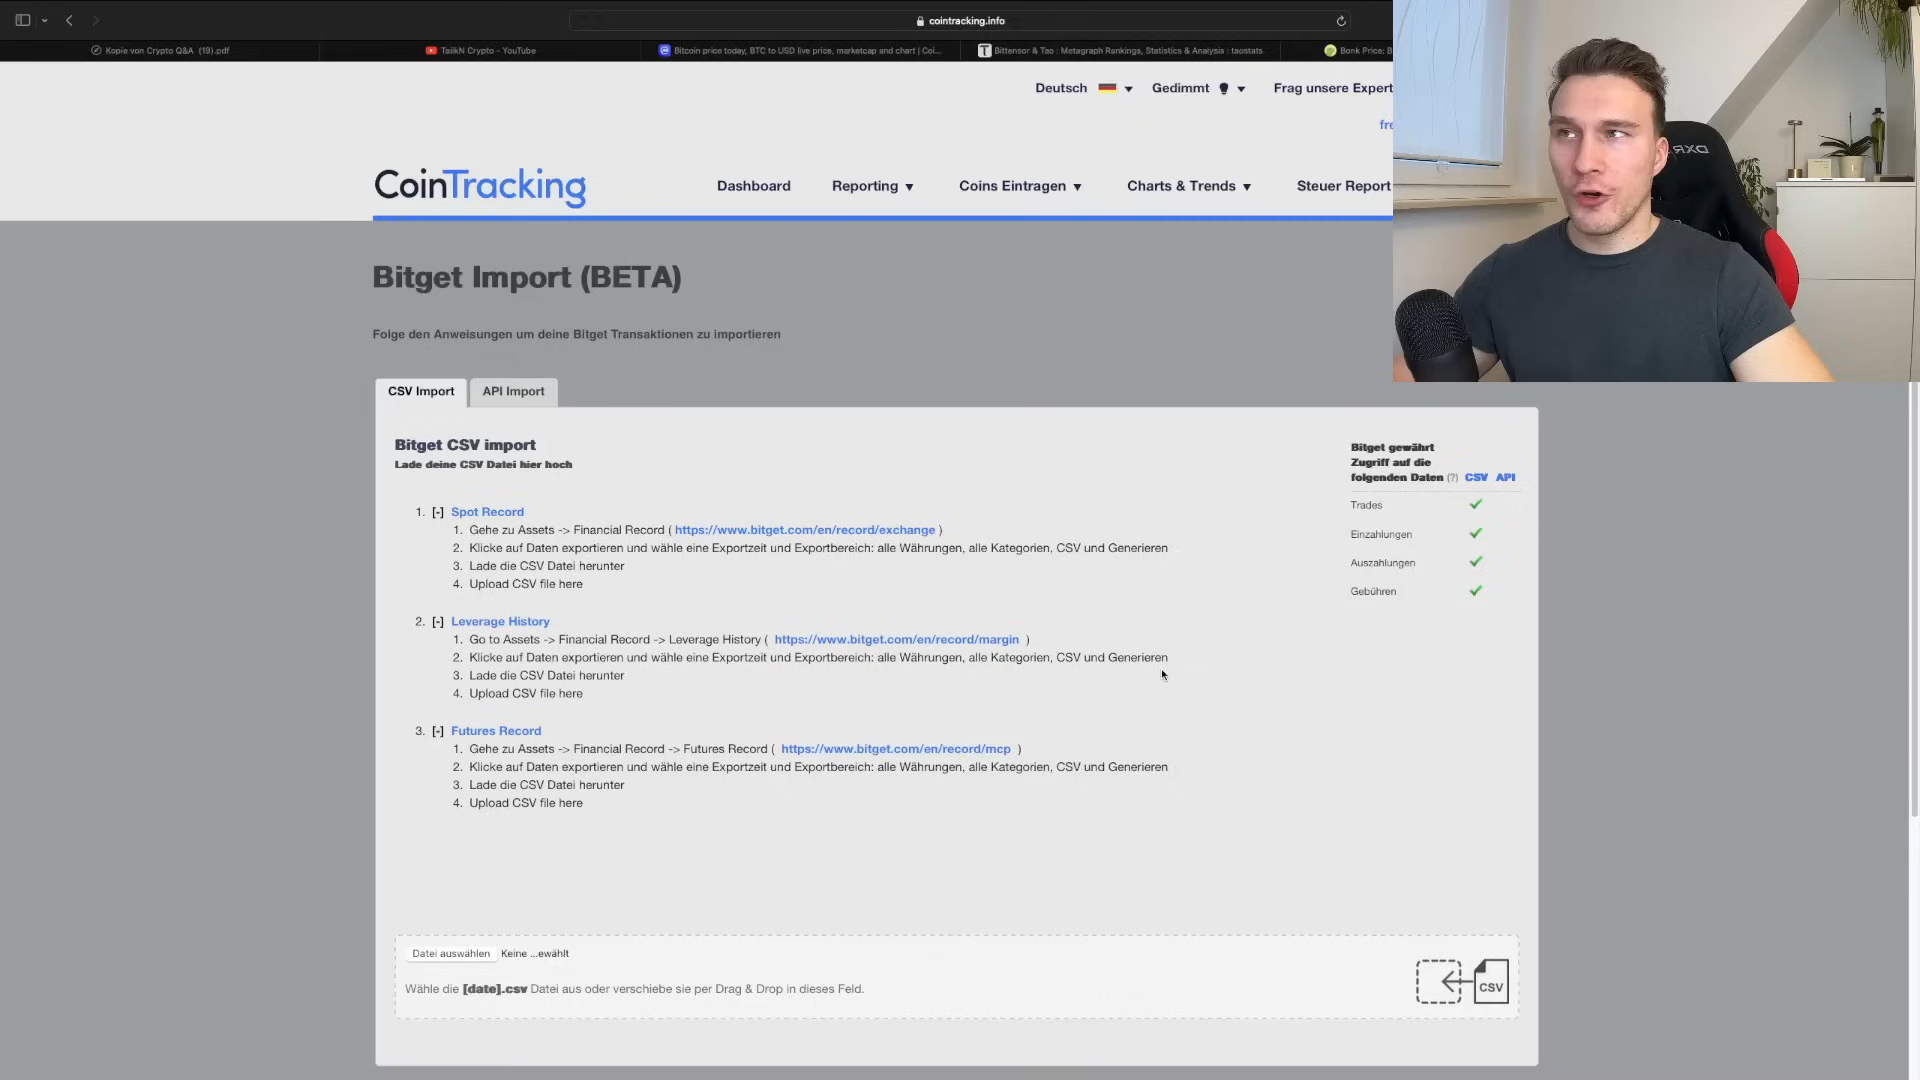 cointracking.info
Kopie von Crypto Q&A (19).pdf
TaiikN Crypto - YouTube
Bitcoin price today, BTC to USD live price, marketcap and chart | Coi...
Bittensor & Tao : Metagraph Rankings, Statistics & Analysis : taostats
Bonk Price: B
Deutsch
Gedimmt
Frag unsere Expert
fre
CoinTracking
Dashboard
Reporting
Coins Eintragen
Charts & Trends
Steuer Report
Bitget Import (BETA)
Folge den Anweisungen um deine Bitget Transaktionen zu importieren
CSV Import
API Import
Bitget CSV import
Lade deine CSV Datei hier hoch
1. [-] Spot Record
1. Gehe zu Assets -> Financial Record ( https://www.bitget.com/en/record/exchange )
2. Klicke auf Daten exportieren und wähle eine Exportzeit und Exportbereich: alle Währungen, alle Kategorien, CSV und Generieren
3. Lade die CSV Datei herunter
4. Upload CSV file here
2. [-] Leverage History
1. Go to Assets -> Financial Record -> Leverage History ( https://www.bitget.com/en/record/margin )
2. Klicke auf Daten exportieren und wähle eine Exportzeit und Exportbereich: alle Währungen, alle Kategorien, CSV und Generieren
3. Lade die CSV Datei herunter
4. Upload CSV file here
3. [-] Futures Record
1. Gehe zu Assets -> Financial Record -> Futures Record ( https://www.bitget.com/en/record/mcp )
2. Klicke auf Daten exportieren und wähle eine Exportzeit und Exportbereich: alle Währungen, alle Kategorien, CSV und Generieren
3. Lade die CSV Datei herunter
4. Upload CSV file here
Bitget gewährt
Zugriff auf die
folgenden Daten (?) CSV API
Trades
Einzahlungen
Auszahlungen
Gebühren
Datei auswählen Keine ...ewählt
Wähle die [date].csv Datei aus oder verschiebe sie per Drag & Drop in dieses Feld.
CSV